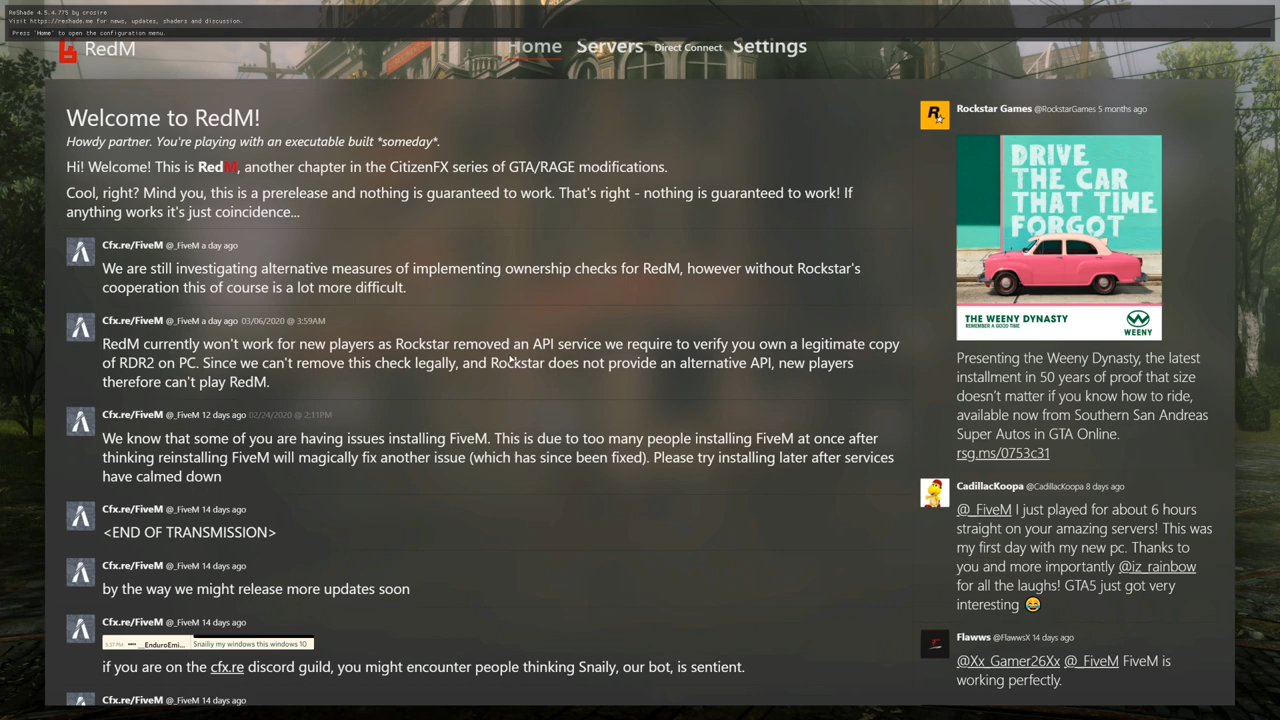 ReShade 4.5.4.775 by crosire
Visit https://reshade.me for news, updates, shaders and discussion.
Press 'Home' to open the configuration menu.
RedM
Home Servers Direct Connect Settings
Welcome to RedM!
Howdy partner. You're playing with an executable built *someday*.
Hi! Welcome! This is RedM, another chapter in the CitizenFX series of GTA/RAGE modifications.
Cool, right? Mind you, this is a prerelease and nothing is guaranteed to work. That's right - nothing is guaranteed to work! If
anything works it's just coincidence...
Cfx.re/FiveM @_FiveM a day ago
We are still investigating alternative measures of implementing ownership checks for RedM, however without Rockstar's
cooperation this of course is a lot more difficult.
Cfx.re/FiveM @_FiveM a day ago 03/06/2020 @ 3:59AM
RedM currently won't work for new players as Rockstar removed an API service we require to verify you own a legitimate copy
of RDR2 on PC. Since we can't remove this check legally, and Rockstar does not provide an alternative API, new players
therefore can't play RedM.
Cfx.re/FiveM @_FiveM 12 days ago 02/24/2020 @ 2:11PM
We know that some of you are having issues installing FiveM. This is due to too many people installing FiveM at once after
thinking reinstalling FiveM will magically fix another issue (which has since been fixed). Please try installing later after services
have calmed down
Cfx.re/FiveM @_FiveM 14 days ago
<END OF TRANSMISSION>
Cfx.re/FiveM @_FiveM 14 days ago
by the way we might release more updates soon
Cfx.re/FiveM @_FiveM 14 days ago
5:37 PM __EnduroEmi... Snailiy my windows this windows 10
if you are on the cfx.re discord guild, you might encounter people thinking Snaily, our bot, is sentient.
Cfx.re/FiveM @_FiveM 14 days ago
Rockstar Games @RockstarGames 5 months ago
DRIVE
THE CAR
THAT TIME
FORGOT
THE WEENY DYNASTY
REMEMBER A GOOD TIME
WEENY
Presenting the Weeny Dynasty, the latest
installment in 50 years of proof that size
doesn't matter if you know how to ride,
available now from Southern San Andreas
Super Autos in GTA Online.
rsg.ms/0753c31
CadillacKoopa @CadillacKoopa 8 days ago
@_FiveM I just played for about 6 hours
straight on your amazing servers! This was
my first day with my new pc. Thanks to
you and more importantly @iz_rainbow
for all the laughs! GTA5 just got very
interesting 😂
Flawws @FlawwsX 14 days ago
@Xx_Gamer26Xx @_FiveM FiveM is
working perfectly.